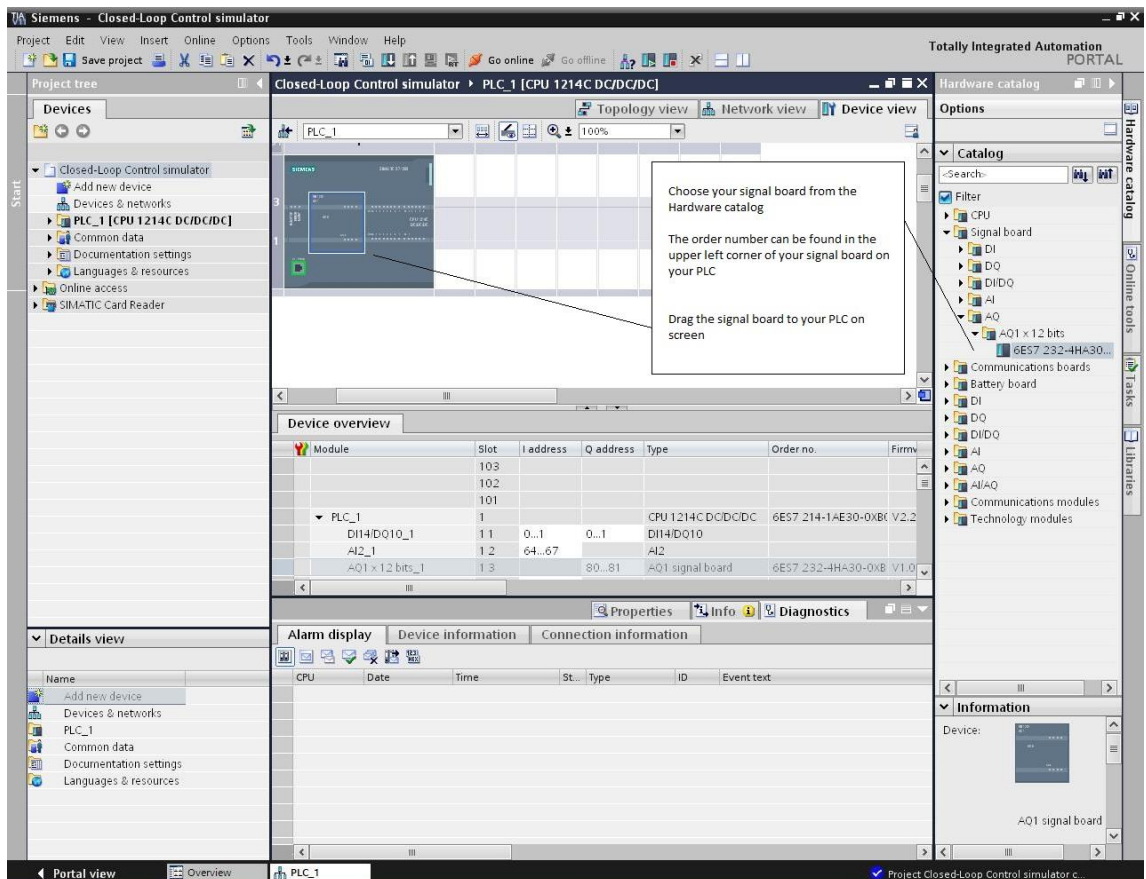 Siemens - Closed-Loop Control simulator
Project Edit View Insert Online Options Tools Window Help
Save project
Go online
Go offline
Totally Integrated Automation
PORTAL
Start
Project tree
Devices
Closed-Loop Control simulator
Add new device
Devices & networks
PLC_1 [CPU 1214C DC/DC/DC]
Common data
Documentation settings
Languages & resources
Online access
SIMATIC Card Reader
Details view
Name
Add new device
Devices & networks
PLC_1
Common data
Documentation settings
Languages & resources
Closed-Loop Control simulator PLC_1 [CPU 1214C DC/DC/DC]
Topology view Network view Device view
PLC_1
100%
SIEMENS
3
1
Choose your signal board from the
Hardware catalog
The order number can be found in the
upper left corner of your signal board on
your PLC
Drag the signal board to your PLC on
screen
Device overview
Module Slot I address Q address Type Order no. Firmw
103
102
101
PLC_1 1 CPU 1214C DC/DC/DC 6ES7 214-1AE30-0XB0 V2.2
DI14/DQ10_1 1 1 0...1 0...1 DI14/DQ10
AI2_1 1 2 64...67 AI2
AQ1 x 12 bits_1 1 3 80...81 AQ1 signal board 6ES7 232-4HA30-0XB V1.0
Properties Info Diagnostics
Alarm display Device information Connection information
CPU Date Time St... Type ID Event text
Hardware catalog
Options
Catalog
<Search>
Filter
CPU
Signal board
DI
DQ
DI/DQ
AI
AQ
AQ1 x 12 bits
6ES7 232-4HA30...
Communications boards
Battery board
DI
DQ
DI/DQ
AI
AQ
AI/AQ
Communications modules
Technology modules
Information
Device:
AQ1 signal board
Hardware catalog
Online tools
Tasks
Libraries
Portal view
Overview
PLC_1
Project Closed-Loop Control simulator c...